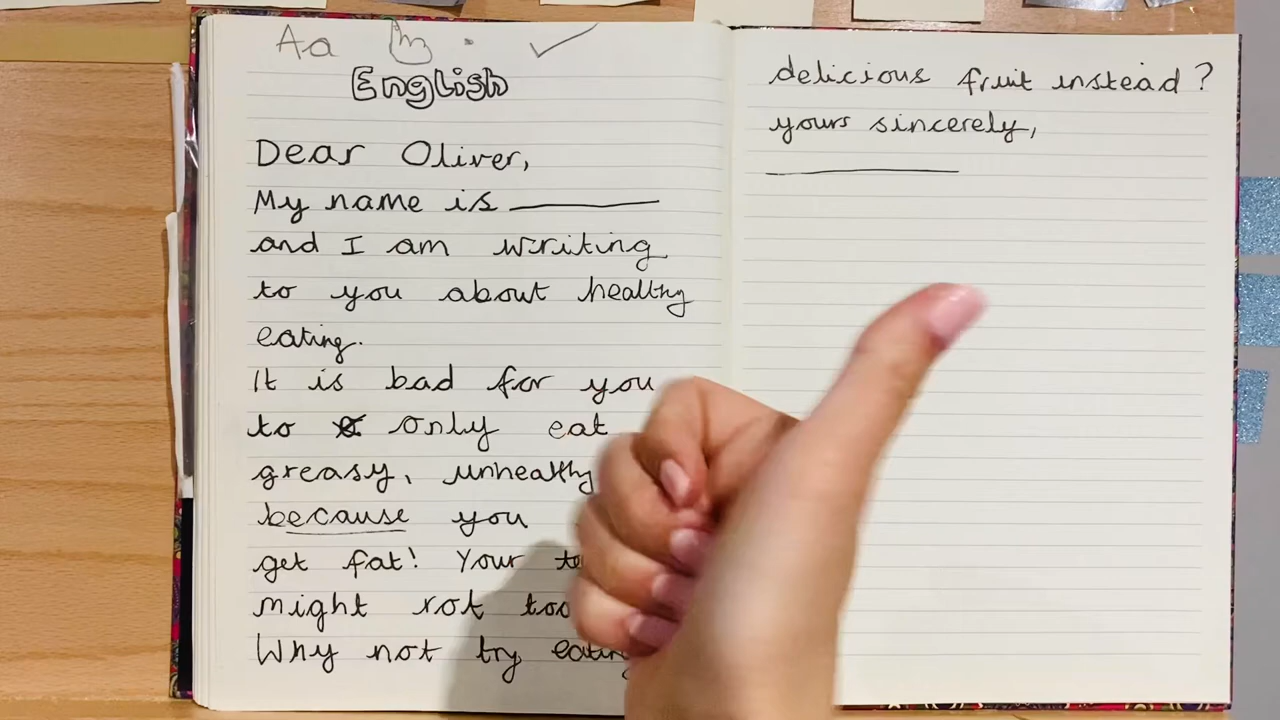 Aa
English
Dear Oliver,
My name is
and I am writing
to you about healthy
eating.
It is bad for you
to only eat
greasy, unhealthy
because you
get fat! Your
might rot too
Why not try eating
delicious fruit instead?
yours sincerely,